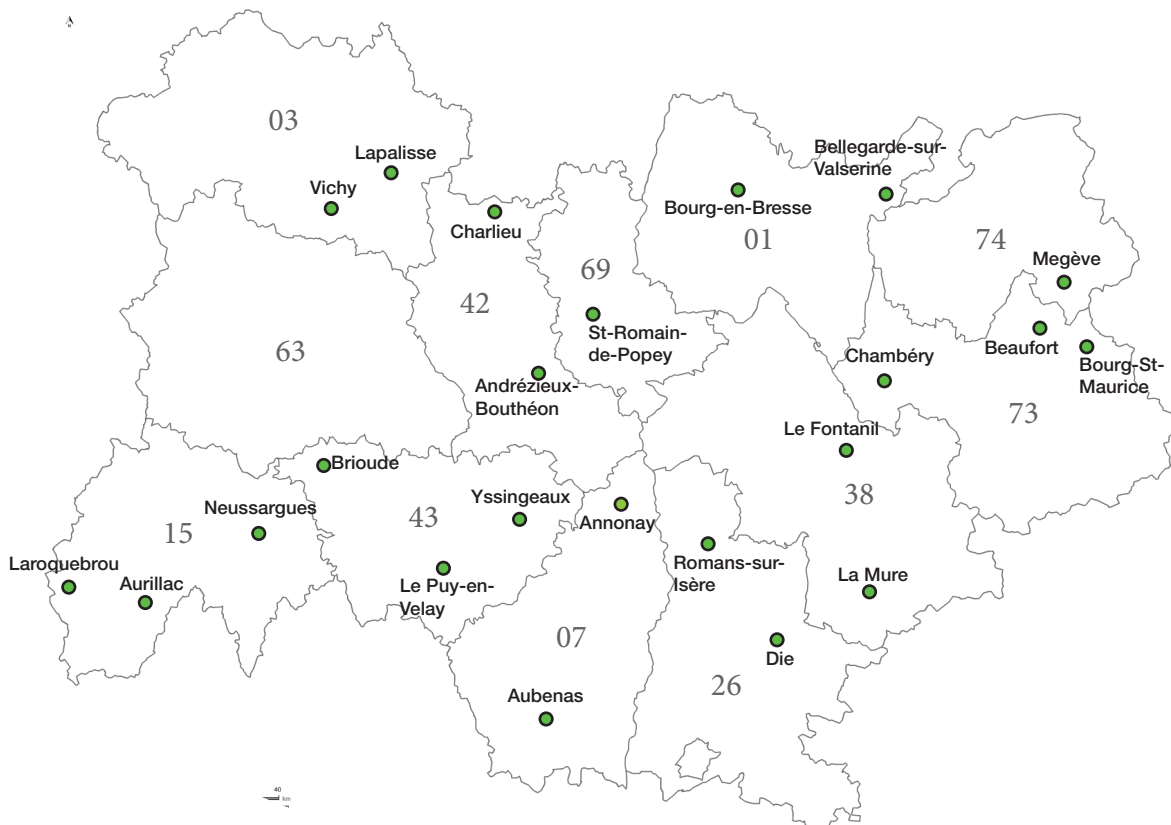 03
Lapalisse
Vichy
Charlieu
Bellegarde-sur-
Valserine
Bourg-en-Bresse
01
74
Megève
69
42
St-Romain-
de-Popey
63
Chambéry
Beaufort
Bourg-St-
Maurice
Andrézieux-
Bouthéon
73
Le Fontanil
Brioude
Yssingeaux
Neussargues
15
43
Annonay
38
Laroquebrou
Aurillac
Le Puy-en-
Velay
Romans-sur-
Isère
La Mure
07
Die
26
Aubenas
40
km